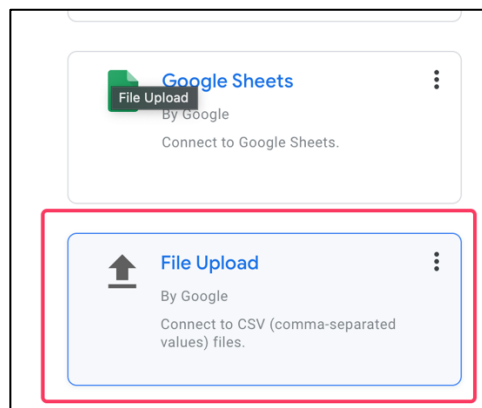 Google Sheets
File Upload
By Google
Connect to Google Sheets.
File Upload
By Google
Connect to CSV (comma-separated
values) files.